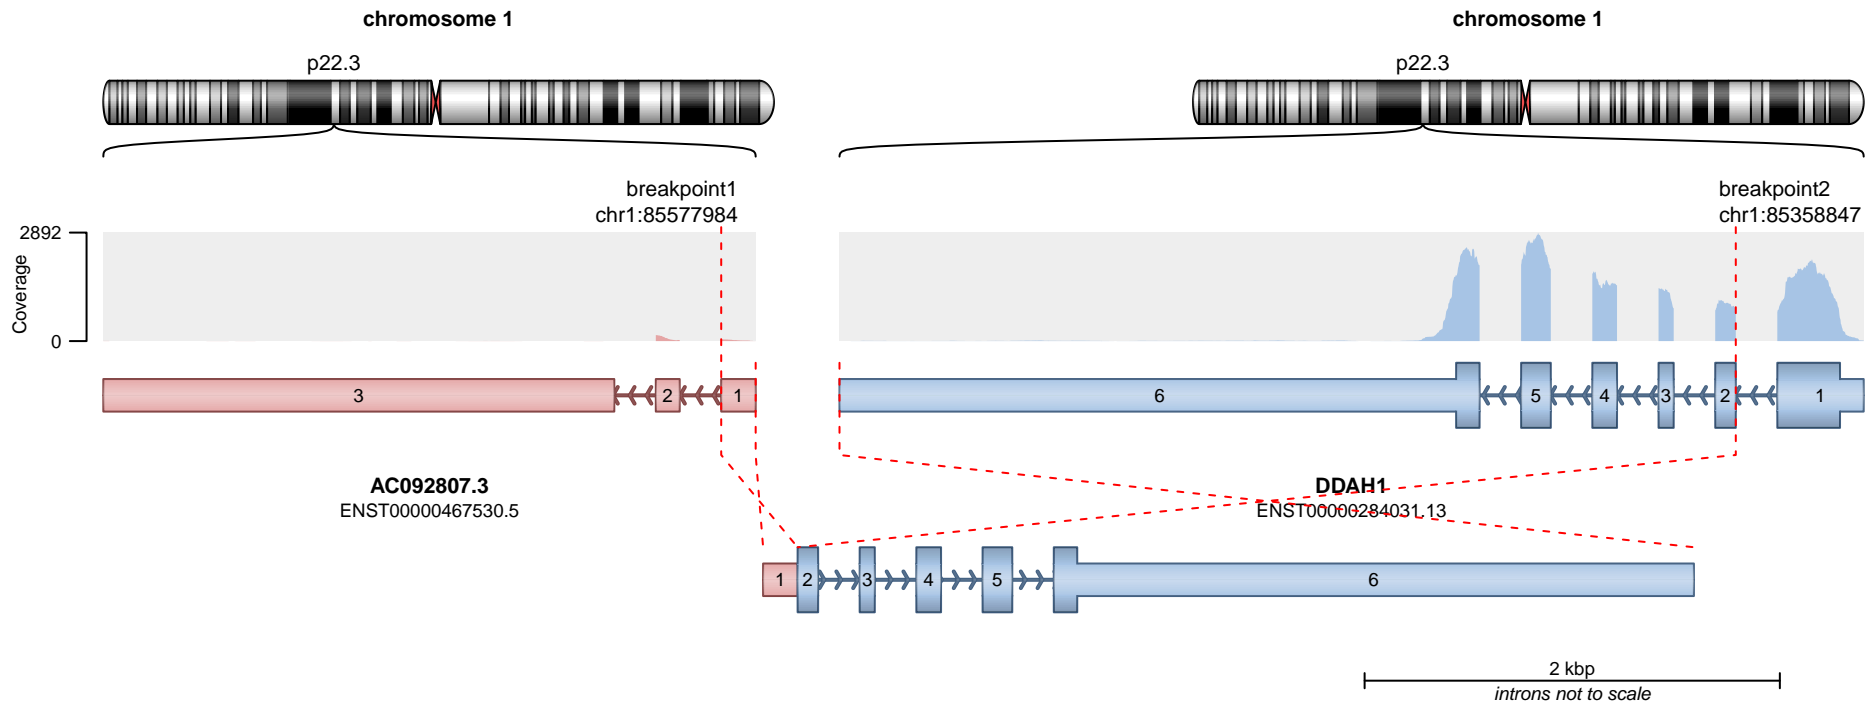 chromosome 1
chromosome 1
p22.3
p22.3
breakpoint1
chr1:85577984
breakpoint2
chr1:85358847
2892
Coverage
0
3
2
1
6
5
4
3
2
1
AC092807.3
ENST00000467530.5
DDAH1
ENST00000284031.13
1
2
3
4
5
6
2 kbp
introns not to scale